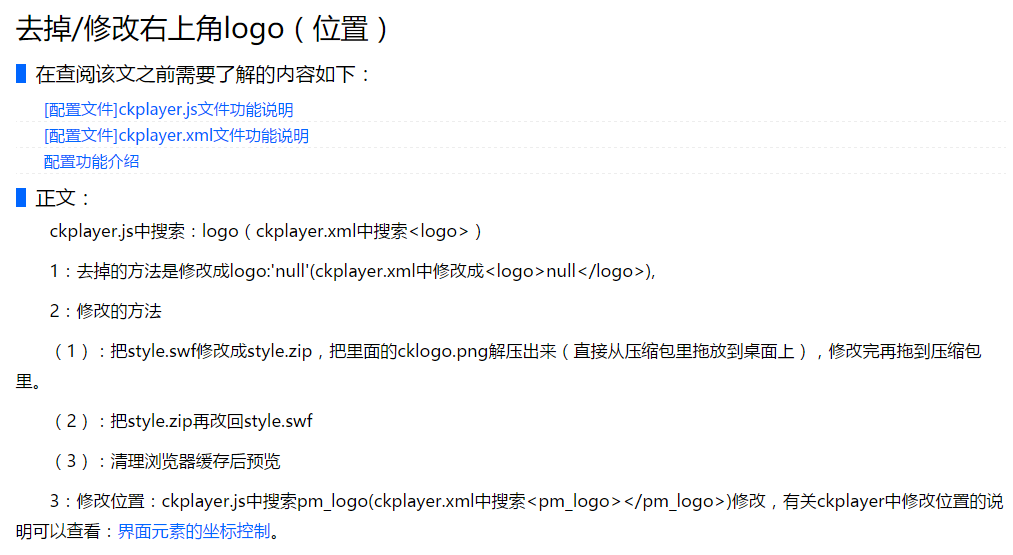 去掉/修改右上角logo（位置）
在查阅该文之前需要了解的内容如下：
[配置文件]ckplayer.js文件功能说明
[配置文件]ckplayer.xml文件功能说明
配置功能介绍
正文：
ckplayer.js中搜索：logo（ckplayer.xml中搜索<logo>）
1：去掉的方法是修改成logo:'null'(ckplayer.xml中修改成<logo>null</logo>),
2：修改的方法
（1）：把style.swf修改成style.zip，把里面的cklogo.png解压出来（直接从压缩包里拖放到桌面上），修改完再拖到压缩包
里。
（2）：把style.zip再改回style.swf
（3）：清理浏览器缓存后预览
3：修改位置：ckplayer.js中搜索pm_logo(ckplayer.xml中搜索<pm_logo></pm_logo>)修改，有关ckplayer中修改位置的说
明可以查看：界面元素的坐标控制。